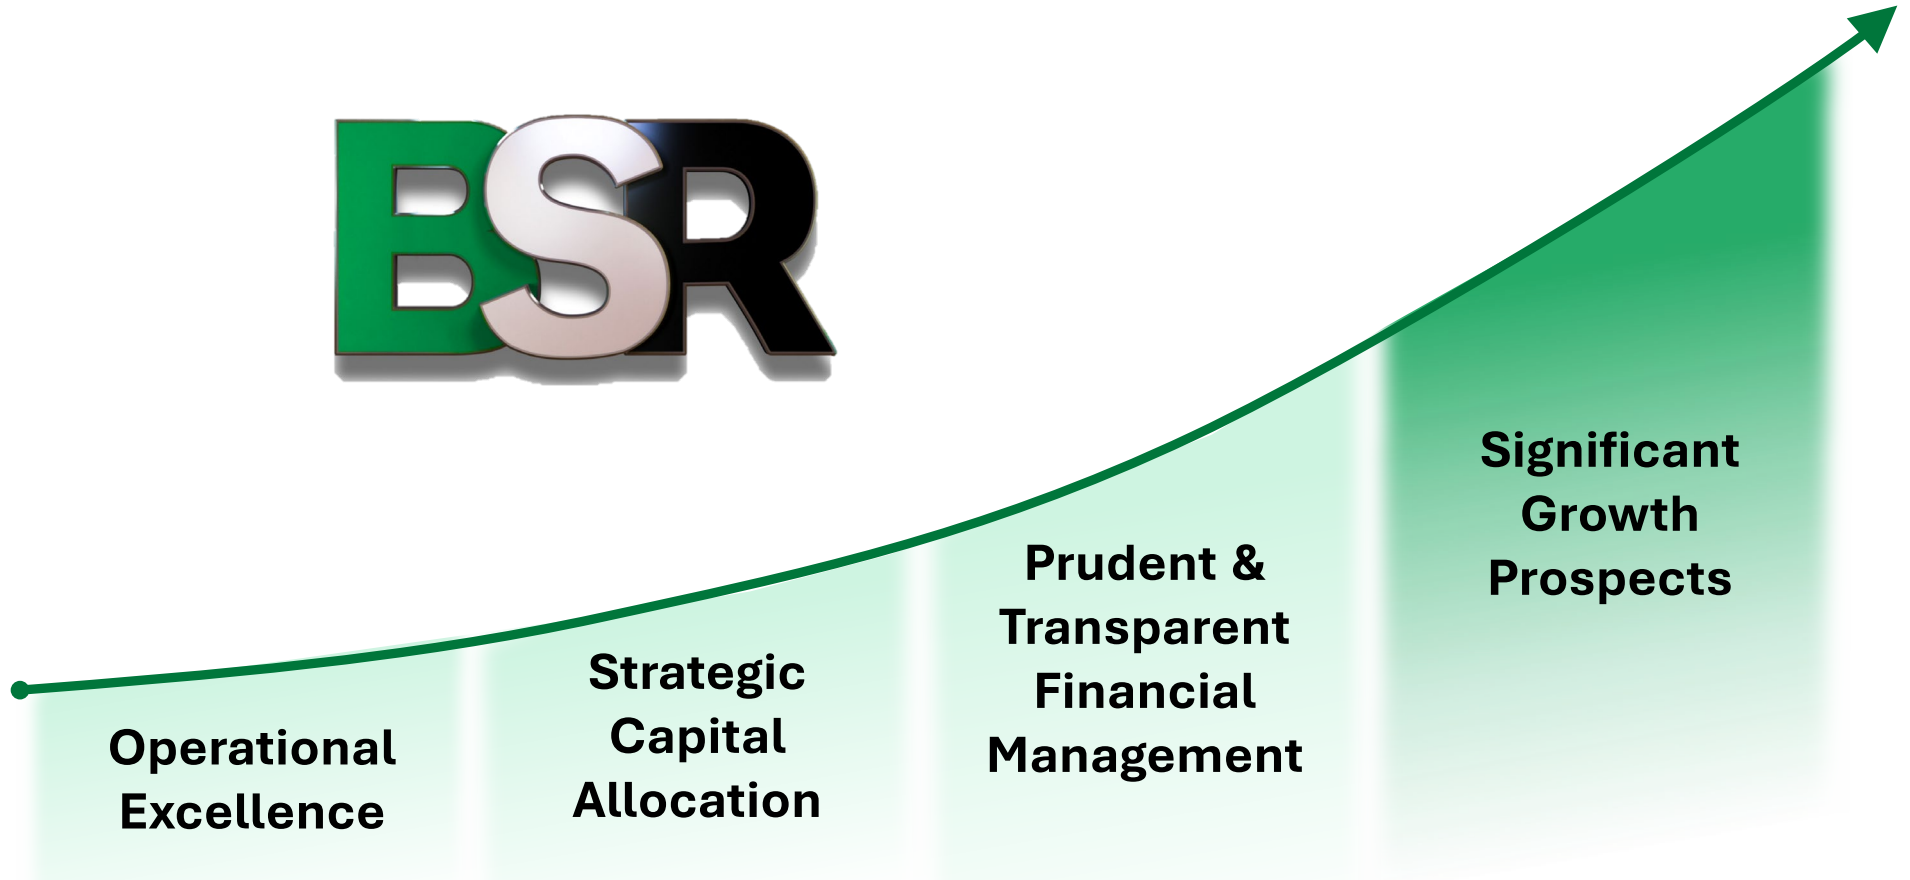 BSR
Operational
Excellence
Strategic
Capital
Allocation
Prudent &
Transparent
Financial
Management
Significant
Growth
Prospects